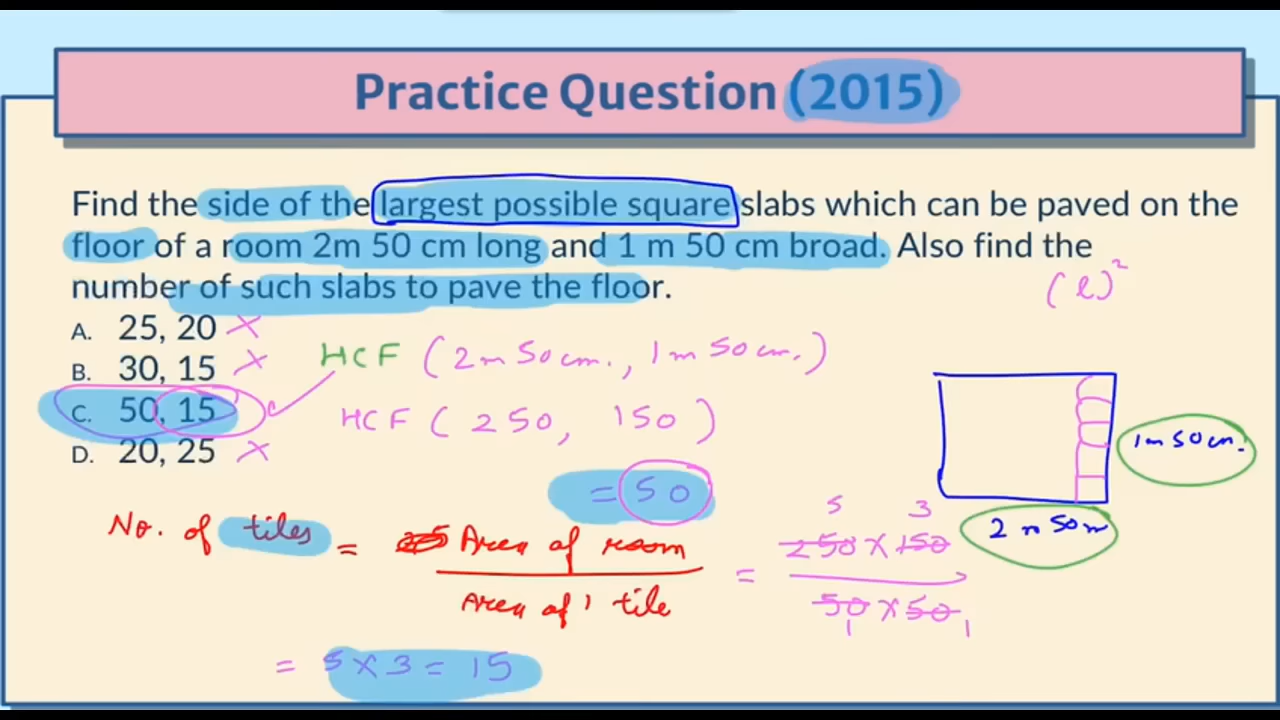 Practice Question (2015)
Find the side of the largest possible square slabs which can be paved on the
floor of a room 2m 50 cm long and 1 m 50 cm broad. Also find the
number of such slabs to pave the floor.
(l)²
A. 25, 20 ×
B. 30, 15 ×
C. 50, 15
D. 20, 25 ×
HCF (2m 50cm., 1m 50cm.)
HCF (250, 150)
= 50
1m 50cm.
2m 50m
No. of tiles = Area of room
Area of 1 tile
5 3
= 250 × 150
50 × 50
1 1
= 5 × 3 = 15